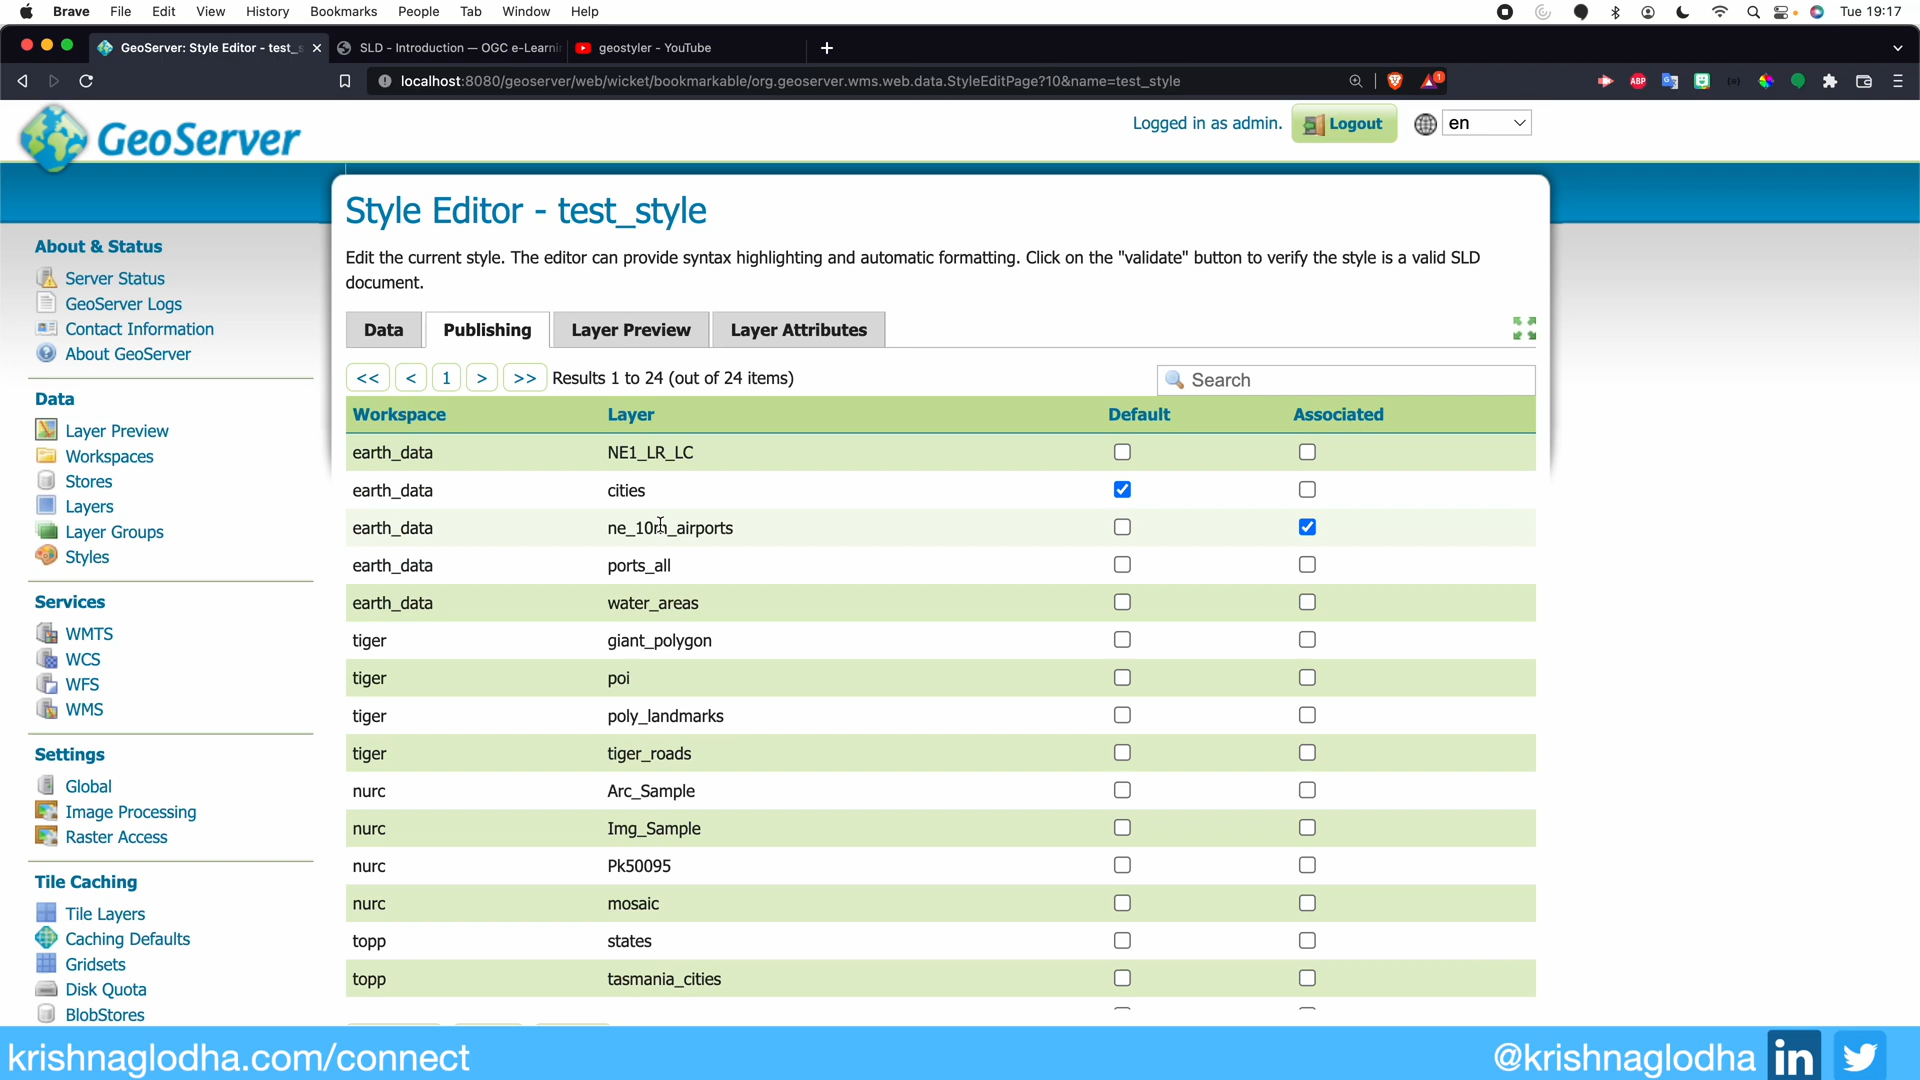 Brave File Edit View History Bookmarks People Tab Window Help Tue 19:17
GeoServer: Style Editor - test_s SLD - Introduction — OGC e-Learni geostyler - YouTube
localhost:8080/geoserver/web/wicket/bookmarkable/org.geoserver.wms.web.data.StyleEditPage?10&name=test_style 1 ABP
GeoServer
Logged in as admin. Logout en
About & Status
Server Status
GeoServer Logs
Contact Information
About GeoServer
Data
Layer Preview
Workspaces
Stores
Layers
Layer Groups
Styles
Services
WMTS
WCS
WFS
WMS
Settings
Global
Image Processing
Raster Access
Tile Caching
Tile Layers
Caching Defaults
Gridsets
Disk Quota
BlobStores
Style Editor - test_style
Edit the current style. The editor can provide syntax highlighting and automatic formatting. Click on the "validate" button to verify the style is a valid SLD
document.
Data Publishing Layer Preview Layer Attributes
<< < 1 > >> Results 1 to 24 (out of 24 items) Search
Workspace Layer Default Associated
earth_data NE1_LR_LC
earth_data cities
earth_data ne_10m_airports
earth_data ports_all
earth_data water_areas
tiger giant_polygon
tiger poi
tiger poly_landmarks
tiger tiger_roads
nurc Arc_Sample
nurc Img_Sample
nurc Pk50095
nurc mosaic
topp states
topp tasmania_cities
krishnaglodha.com/connect @krishnaglodha in